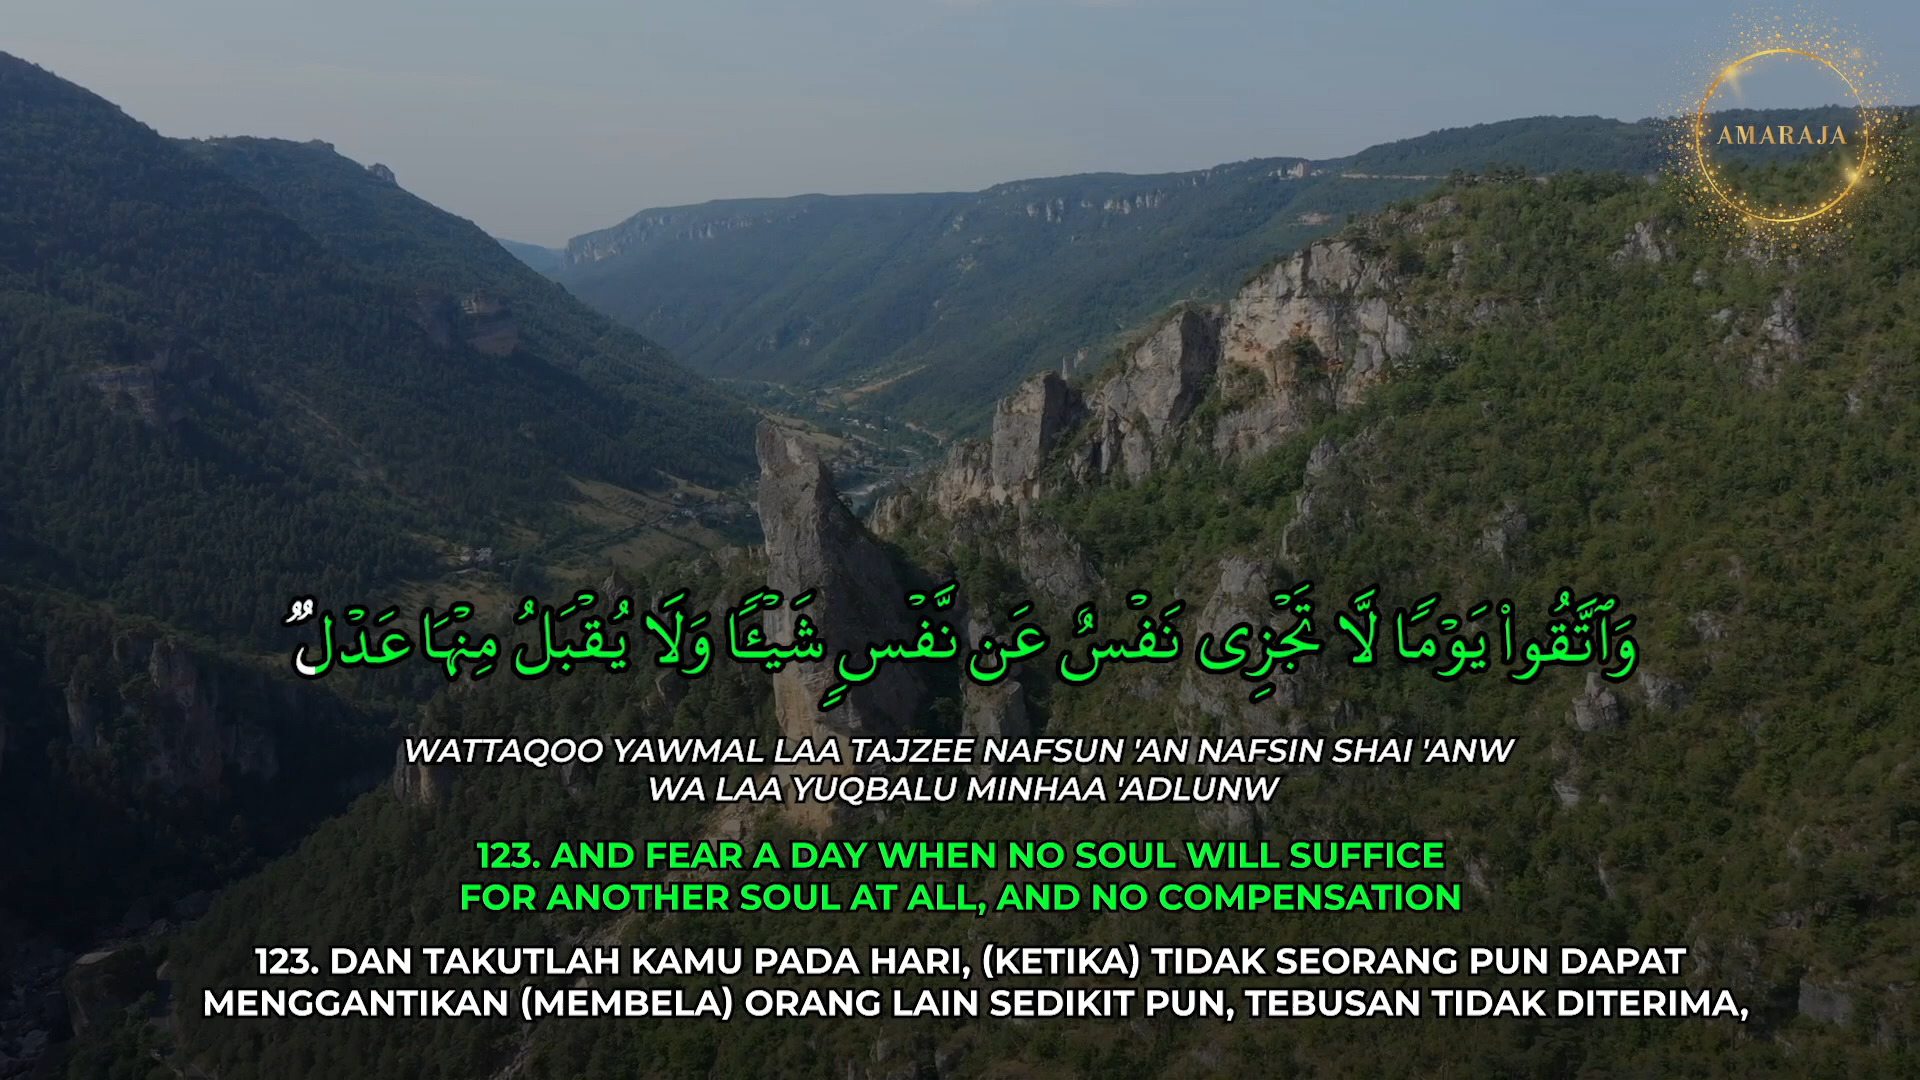 AMARAJA
وَٱتَّقُوا۟ يَوْمًا لَّا تَجْزِى نَفْسٌ عَن نَّفْسٍ شَيْـًٔا وَلَا يُقْبَلُ مِنْهَا عَدْلٌ
WATTAQOO YAWMAL LAA TAJZEE NAFSUN 'AN NAFSIN SHAI 'ANW
WA LAA YUQBALU MINHAA 'ADLUNW
123. AND FEAR A DAY WHEN NO SOUL WILL SUFFICE
FOR ANOTHER SOUL AT ALL, AND NO COMPENSATION
123. DAN TAKUTLAH KAMU PADA HARI, (KETIKA) TIDAK SEORANG PUN DAPAT
MENGGANTIKAN (MEMBELA) ORANG LAIN SEDIKIT PUN, TEBUSAN TIDAK DITERIMA,